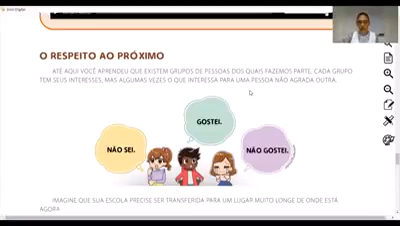 O RESPEITO AO PRÓXIMO
ATÉ AQUI VOCÊ APRENDEU QUE EXISTEM GRUPOS DE PESSOAS DOS QUAIS FAZEMOS PARTE. CADA GRUPO
TEM SEUS INTERESSES, MAS ALGUMAS VEZES O QUE INTERESSA PARA UMA PESSOA NÃO AGRADA OUTRA.
GOSTEI.
NÃO SEI.
NÃO GOSTEI.
IMAGINE QUE SUA ESCOLA PRECISE SER TRANSFERIDA PARA UM LUGAR MUITO LONGE DE ONDE ESTÁ
AGORA